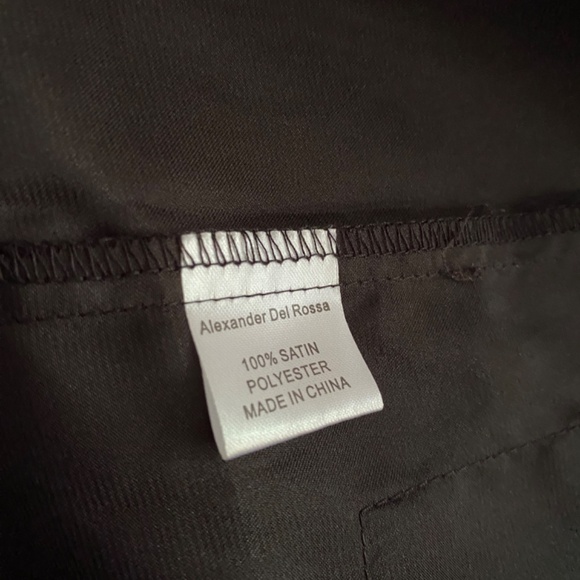 Alexander Del Rossa
100% SATIN
POLYESTER
MADE IN CHINA